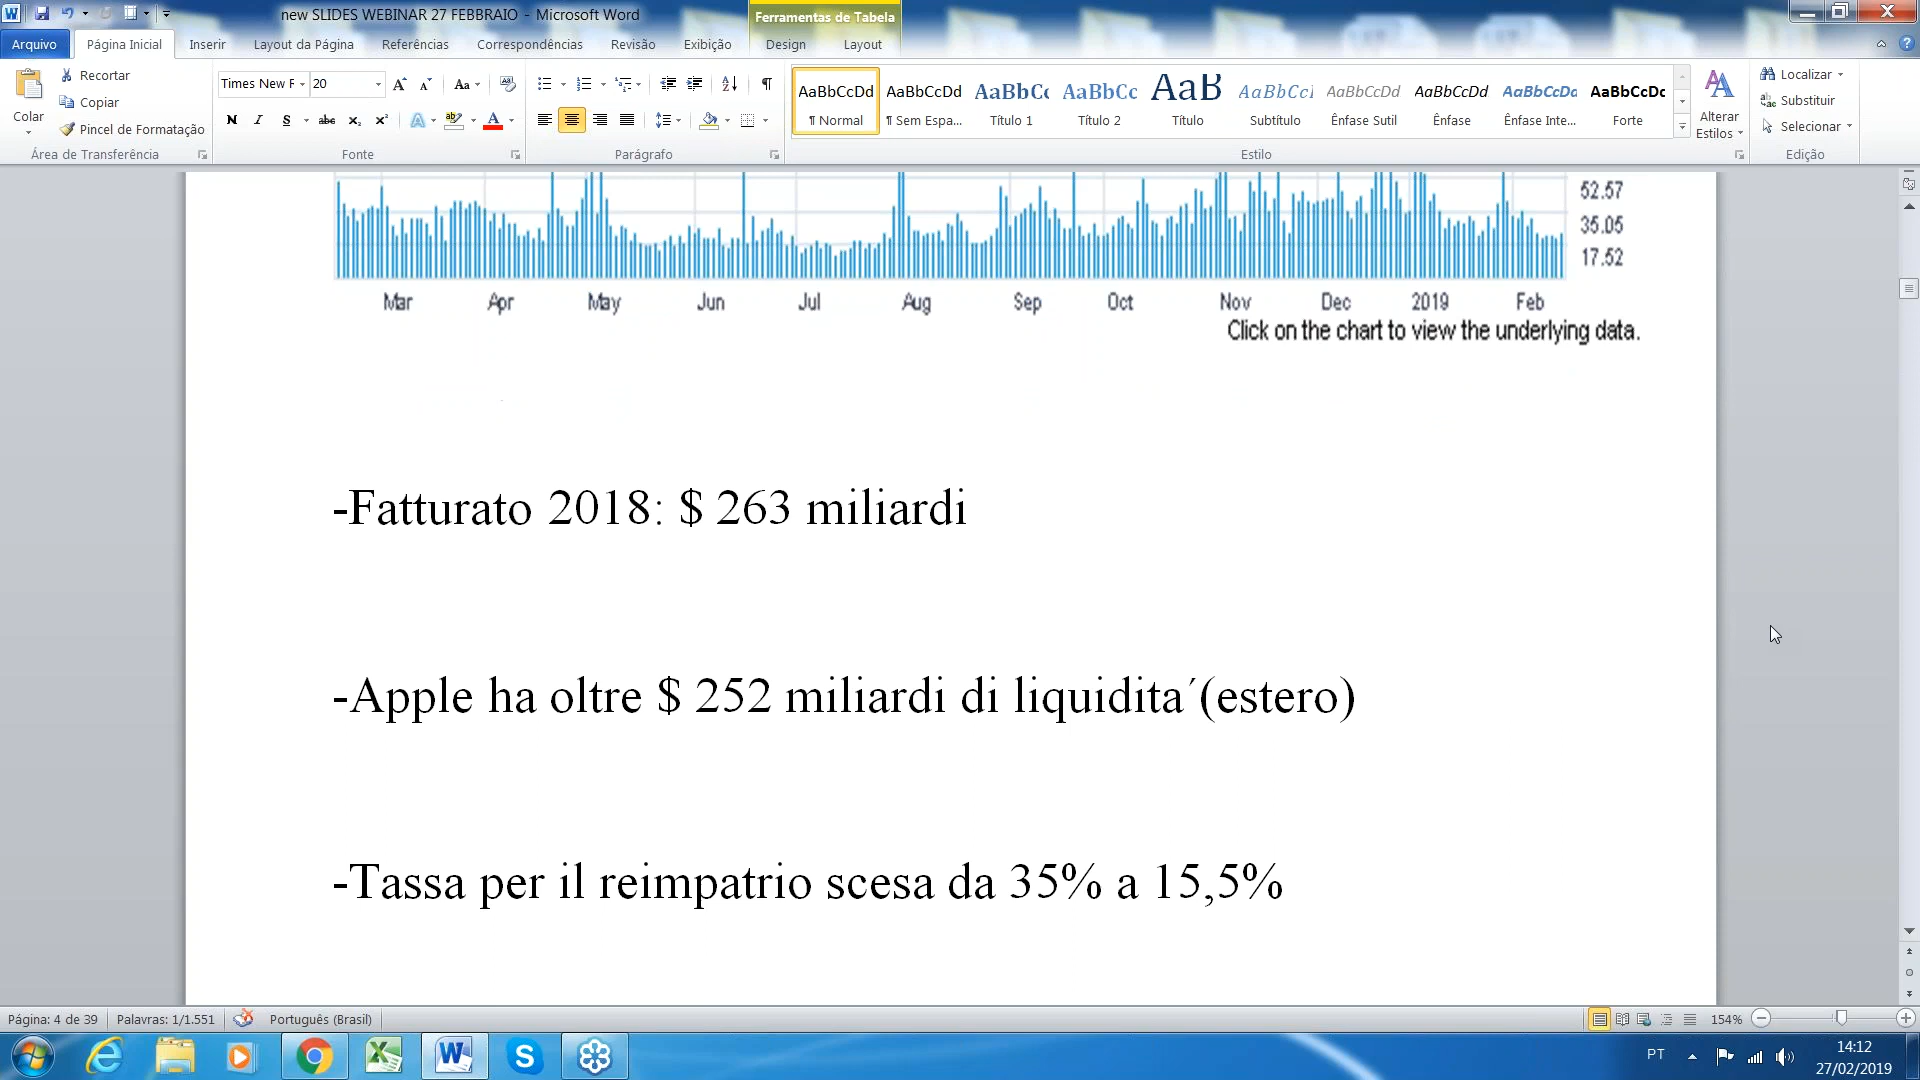 new SLIDES WEBINAR 27 FEBBRAIO - Microsoft Word
Ferramentas de Tabela
Arquivo Página Inicial Inserir Layout da Página Referências Correspondências Revisão Exibição Design Layout
Colar
Recortar
Copiar
Pincel de Formatação
Área de Transferência
Times New F 20
Fonte
Parágrafo
AaBbCcDd AaBbCcDd AaBbCc AaBbCc AaB AaBbCcI AaBbCcDd AaBbCcDd AaBbCcDc AaBbCcDc
¶ Normal ¶ Sem Espa... Título 1 Título 2 Título Subtítulo Ênfase Sutil Ênfase Ênfase Inte... Forte
Estilo
Alterar
Estilos
Localizar
Substituir
Selecionar
Edição
52.57
35.05
17.52
Mar Apr May Jun Jul Aug Sep Oct Nov Dec 2019 Feb
Click on the chart to view the underlying data.
-Fatturato 2018: $ 263 miliardi
-Apple ha oltre $ 252 miliardi di liquidita´(estero)
-Tassa per il reimpatrio scesa da 35% a 15,5%
Página: 4 de 39 Palavras: 1/1.551 Português (Brasil) 154%
PT 14:12
27/02/2019